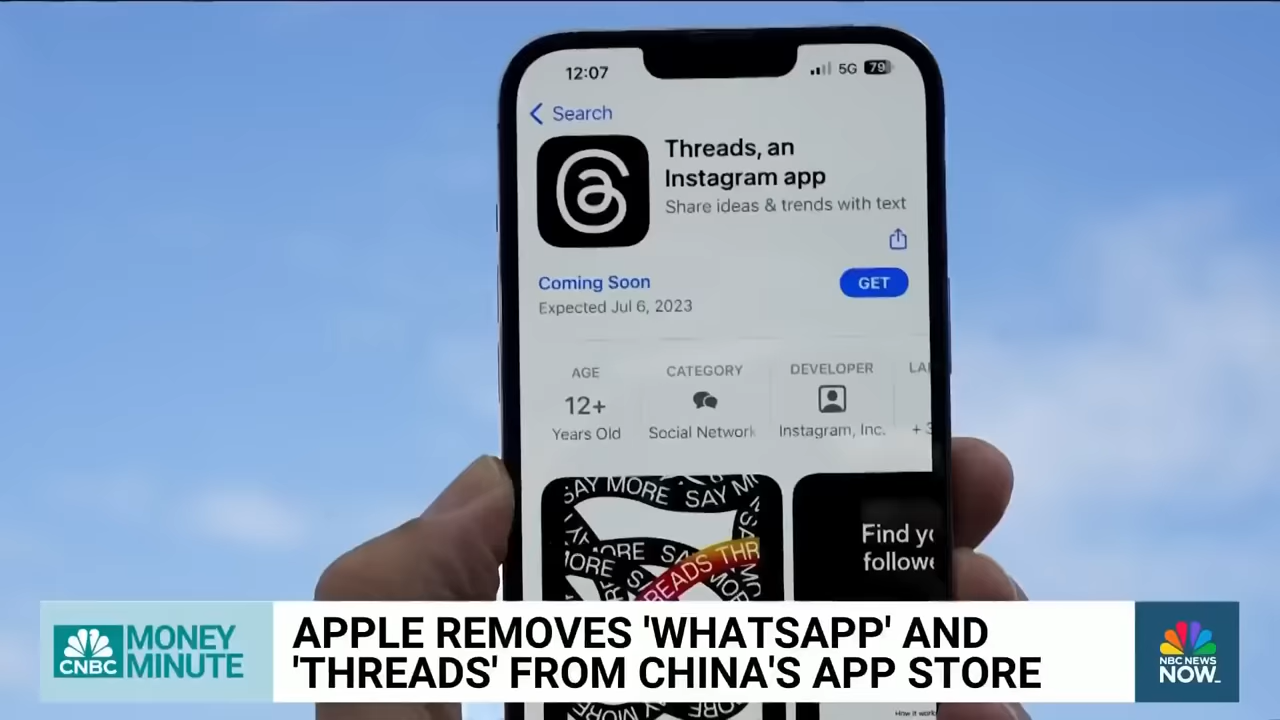 12:07
5G 79
Search
Threads, an
Instagram app
Share ideas & trends with text
Coming Soon
GET
Expected Jul 6, 2023
AGE
CATEGORY
DEVELOPER
12+
Years Old
Social Network
Instagram, Inc.
+ 3
SAY MORE SAY
MORE
THR
Find
CNBC
MONEY
MINUTE
APPLE REMOVES 'WHATSAPP' AND
'THREADS' FROM CHINA'S APP STORE
NBC NEWS
NOW